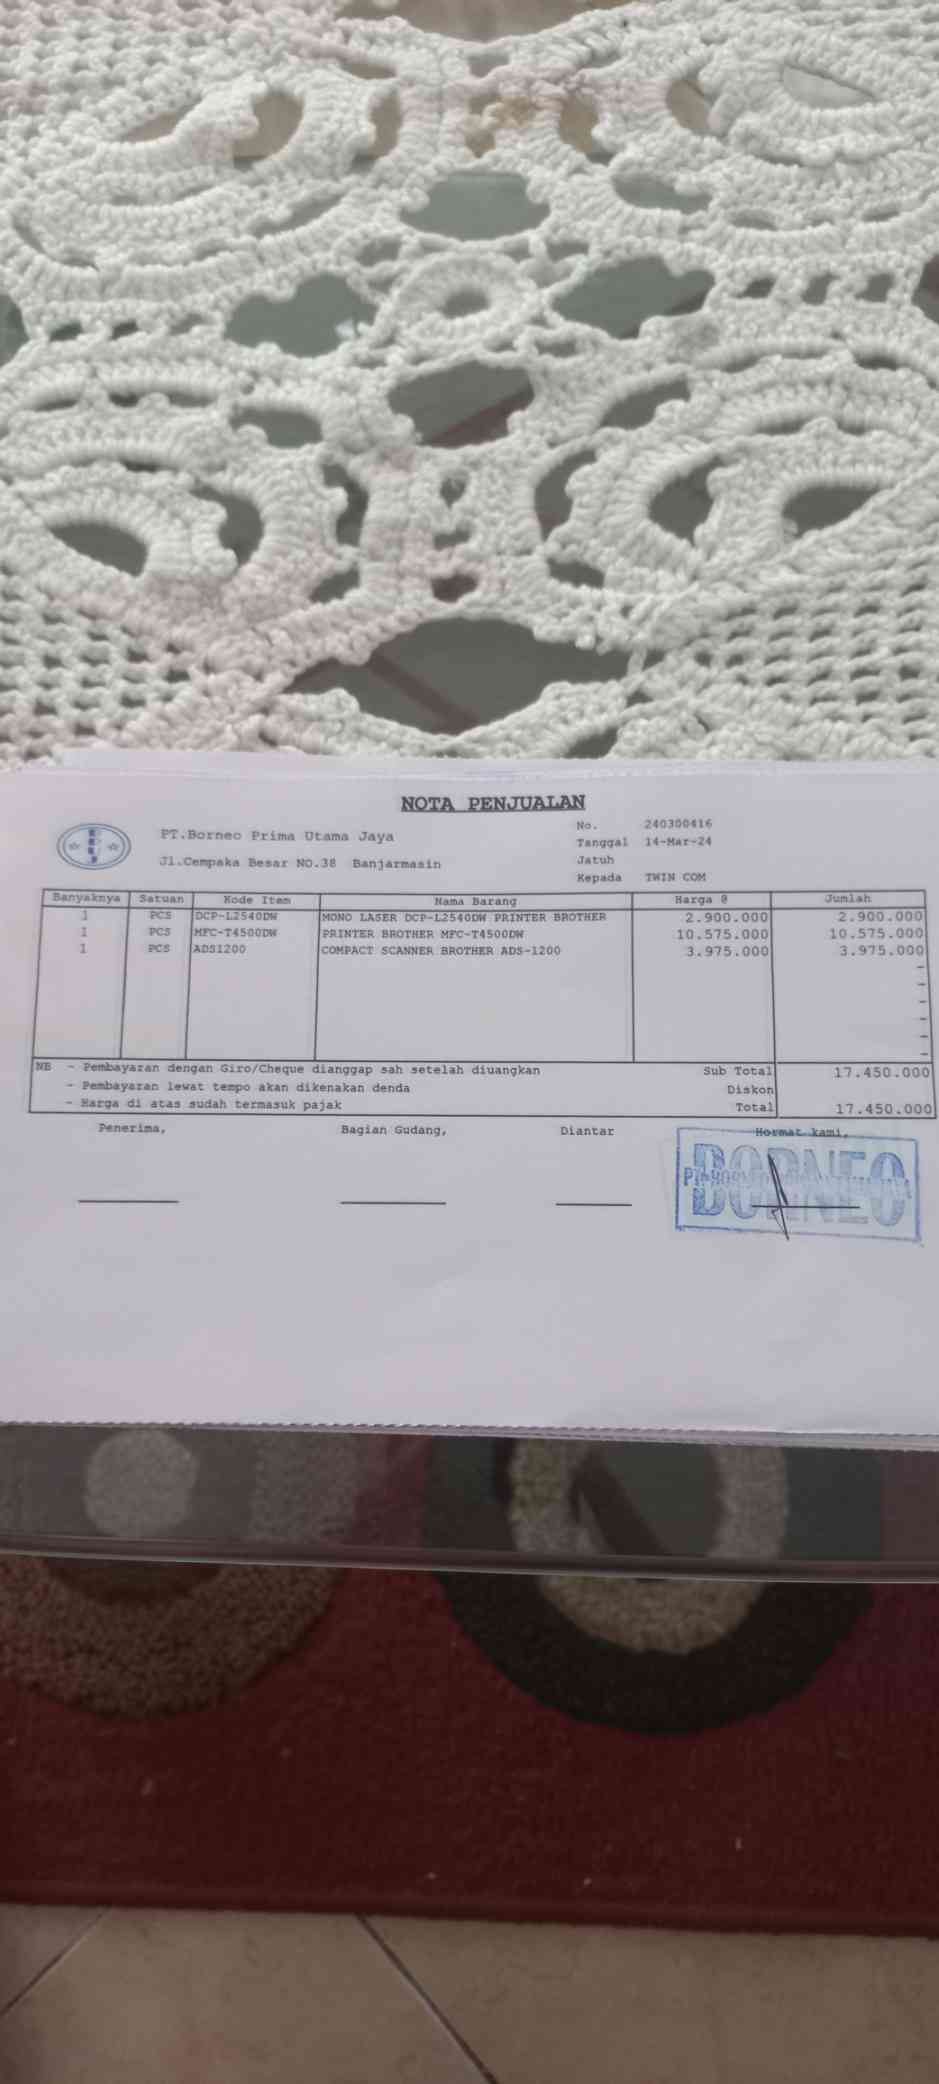 NOTA PENJUALAN
PT.Borneo Prima Utama Jaya
Jl.Cempaka Besar NO.38 Banjarmasin
No. 240300416
Tanggal 14-Mar-24
Jatuh
Kepada TWIN COM
Banyaknya Satuan Kode Item Nama Barang Harga @ Jumlah
1 PCS DCP-L2540DW MONO LASER DCP-L2540DW PRINTER BROTHER 2.900.000 2.900.000
1 PCS MFC-T4500DW PRINTER BROTHER MFC-T4500DW 10.575.000 10.575.000
1 PCS ADS1200 COMPACT SCANNER BROTHER ADS-1200 3.975.000 3.975.000
-
-
-
-
-
-
NB - Pembayaran dengan Giro/Cheque dianggap sah setelah diuangkan Sub Total 17.450.000
- Pembayaran lewat tempo akan dikenakan denda Diskon
- Harga di atas sudah termasuk pajak Total 17.450.000
Penerima, Bagian Gudang, Diantar Hormat kami,
BORNEO